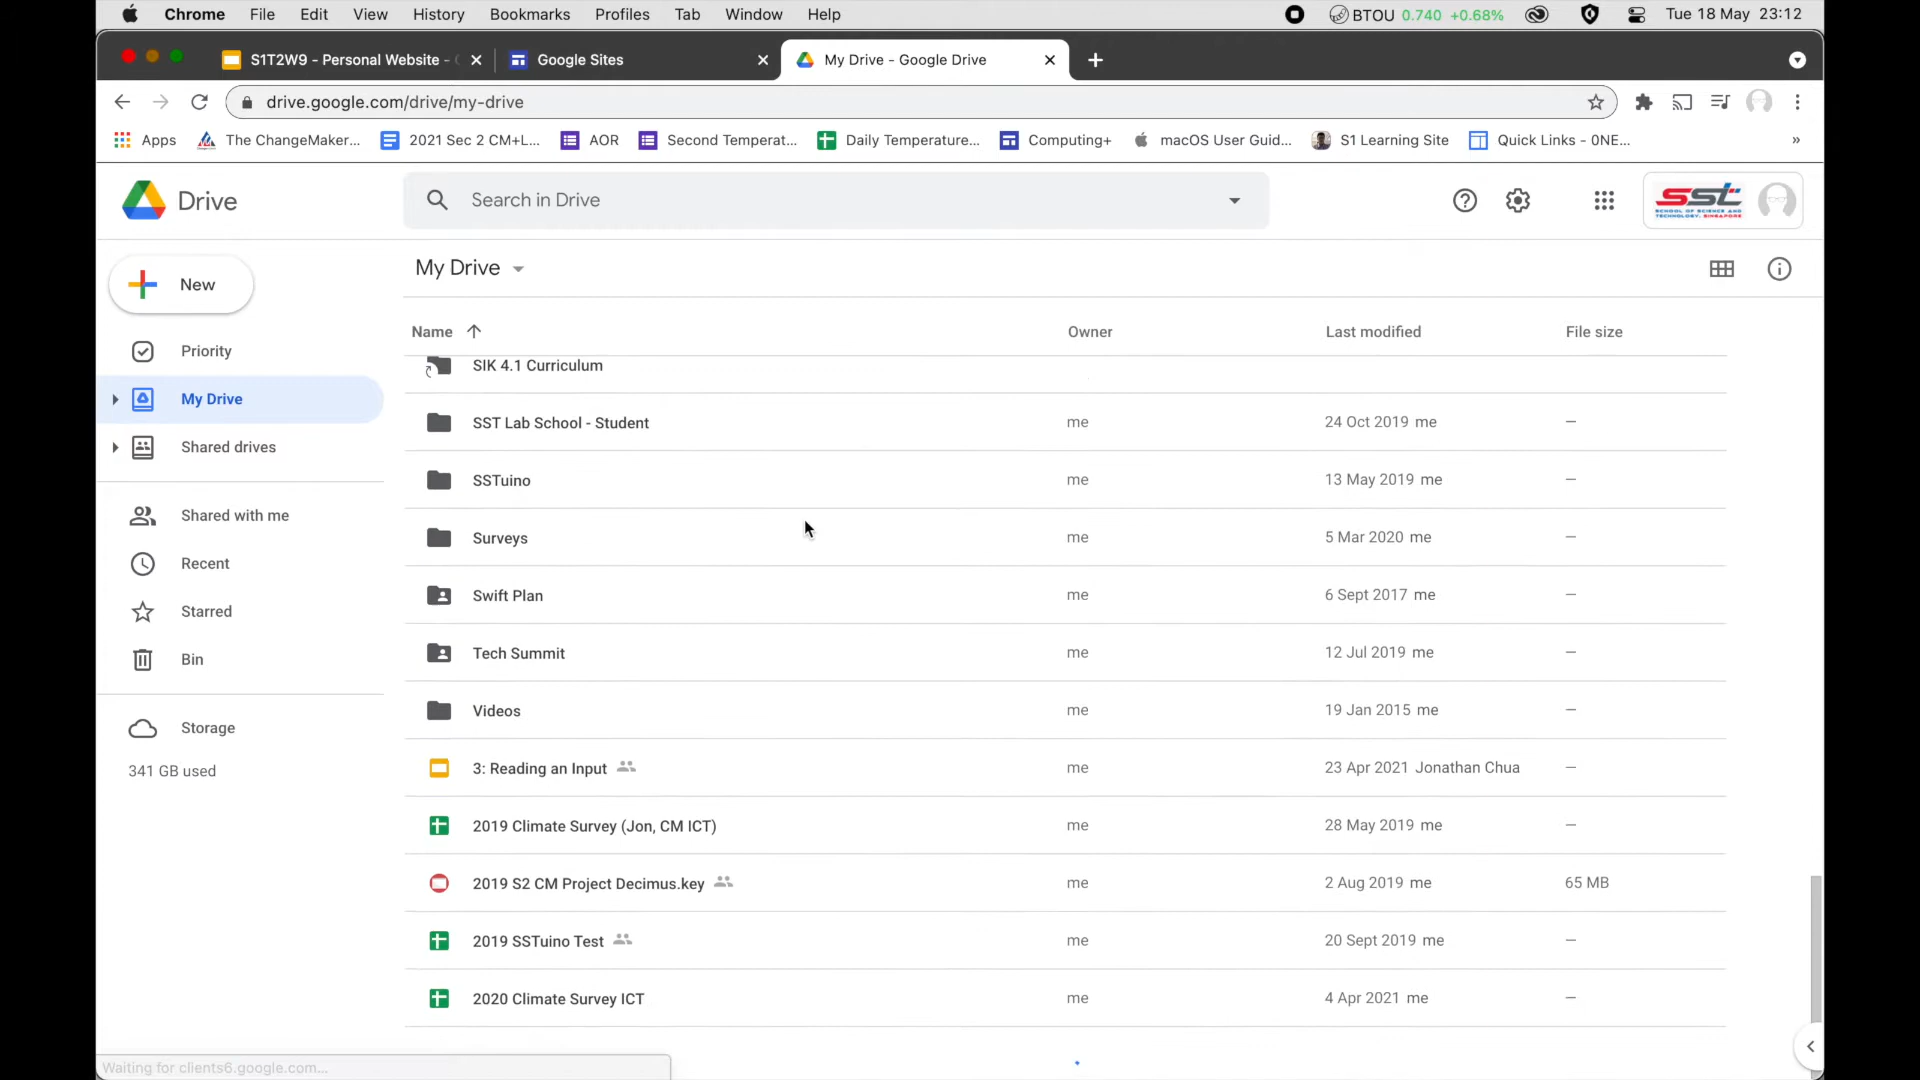 Chrome File Edit View History Bookmarks Profiles Tab Window Help BTOU 0.740 +0.68% Tue 18 May 23:12
S1T2W9 - Personal Website - Google Sites My Drive - Google Drive
drive.google.com/drive/my-drive
Apps The ChangeMaker... 2021 Sec 2 CM+L... AOR Second Temperat... Daily Temperature... Computing+ macOS User Guid... S1 Learning Site Quick Links - 0NE... »
Drive Search in Drive sst
SCHOOL OF SCIENCE AND
TECHNOLOGY, SINGAPORE
New
My Drive
Priority
My Drive
Shared drives
Shared with me
Recent
Starred
Bin
Storage
341 GB used
Name Owner Last modified File size
SIK 4.1 Curriculum
SST Lab School - Student me 24 Oct 2019 me —
SSTuino me 13 May 2019 me —
Surveys me 5 Mar 2020 me —
Swift Plan me 6 Sept 2017 me —
Tech Summit me 12 Jul 2019 me —
Videos me 19 Jan 2015 me —
3: Reading an Input me 23 Apr 2021 Jonathan Chua —
2019 Climate Survey (Jon, CM ICT) me 28 May 2019 me —
2019 S2 CM Project Decimus.key me 2 Aug 2019 me 65 MB
2019 SSTuino Test me 20 Sept 2019 me —
2020 Climate Survey ICT me 4 Apr 2021 me —
Waiting for clients6.google.com...